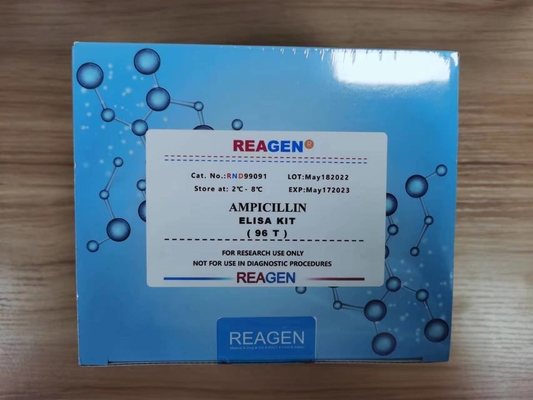 REAGEN®
Cat. No.:RND99091 LOT:May182022
Store at: 2℃- 8℃ EXP:May172023
AMPICILLIN
ELISA KIT
( 96 T )
FOR RESEARCH USE ONLY
NOT FOR USE IN DIAGNOSTIC PROCEDURES
REAGEN
REAGEN